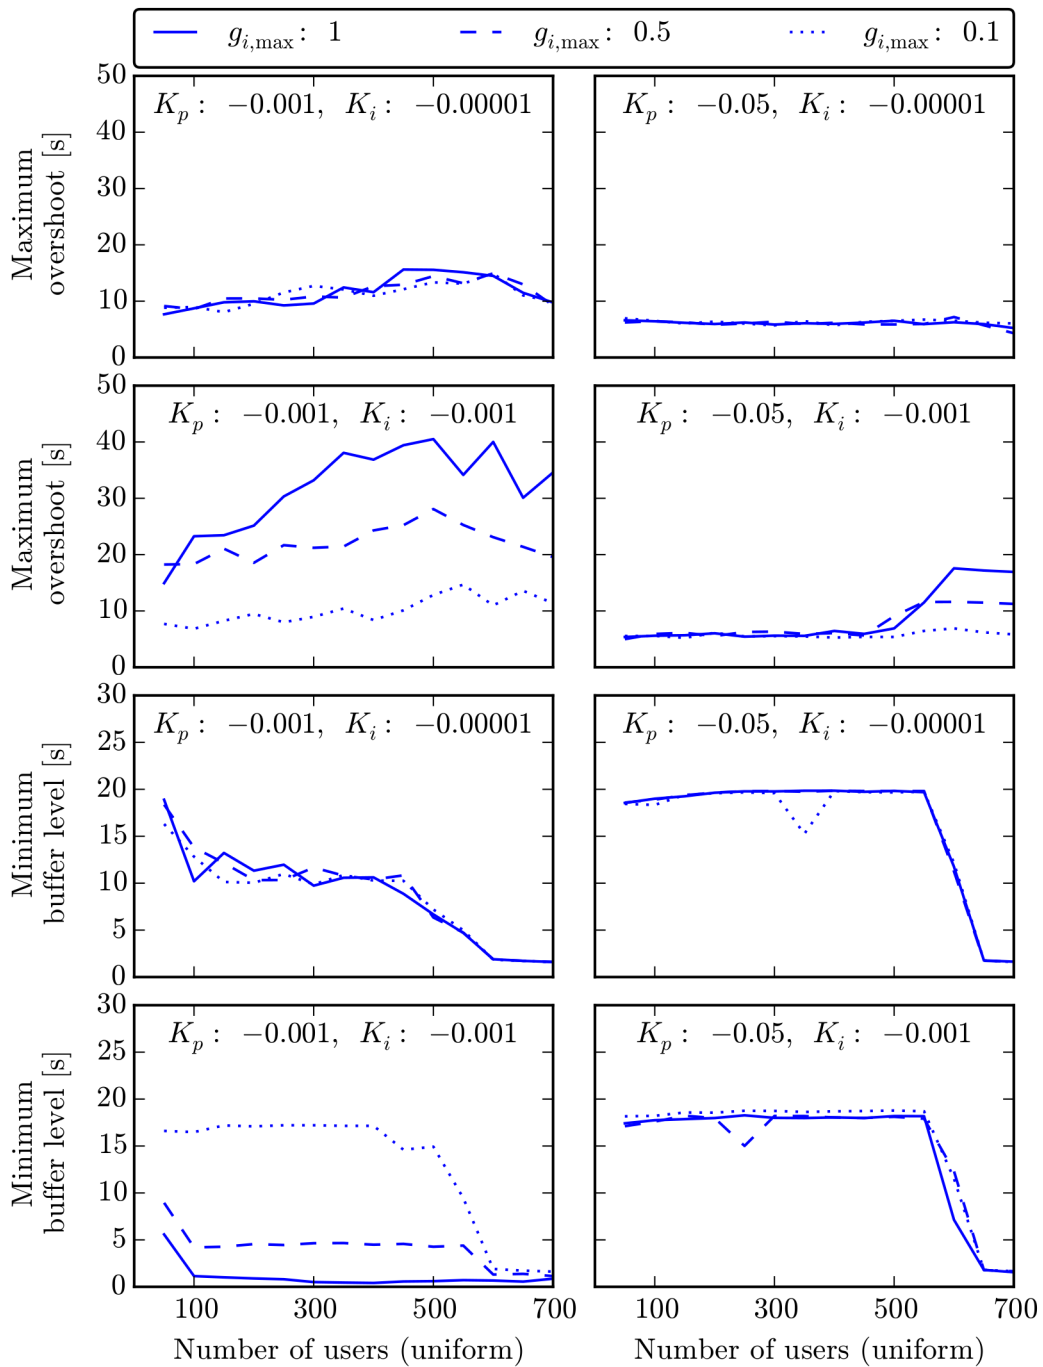 g_{i,max}: 1 g_{i,max}: 0.5 g_{i,max}: 0.1
K_p: −0.001, K_i: −0.00001
K_p: −0.05, K_i: −0.00001
Maximum
overshoot [s]
50
40
30
20
10
0
K_p: −0.001, K_i: −0.001
K_p: −0.05, K_i: −0.001
Maximum
overshoot [s]
50
40
30
20
10
0
K_p: −0.001, K_i: −0.00001
K_p: −0.05, K_i: −0.00001
Minimum
buffer level [s]
30
25
20
15
10
5
0
K_p: −0.001, K_i: −0.001
K_p: −0.05, K_i: −0.001
Minimum
buffer level [s]
30
25
20
15
10
5
0
100 300 500 700
100 300 500 700
Number of users (uniform)
Number of users (uniform)